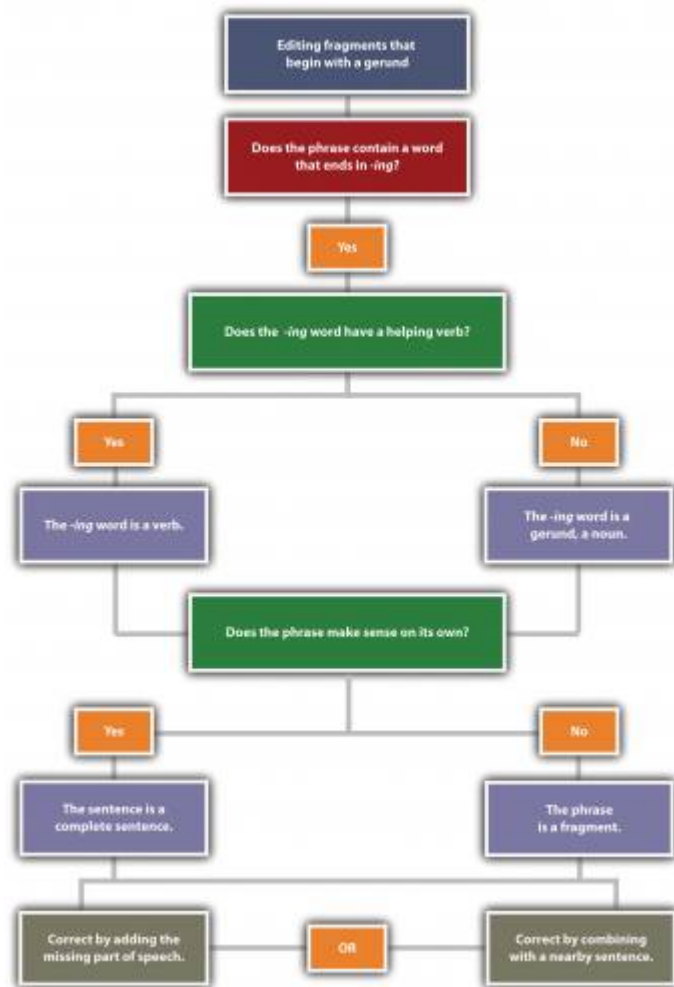 Editing fragments that
begin with a gerund
Does the phrase contain a word
that ends in -ing?
Yes
Does the -ing word have a helping verb?
Yes
No
The -ing word is a verb.
The -ing word is a
gerund, a noun.
Does the phrase make sense on its own?
Yes
No
The sentence is a
complete sentence.
The phrase
is a fragment.
Correct by adding the
missing part of speech.
OR
Correct by combining
with a nearby sentence.